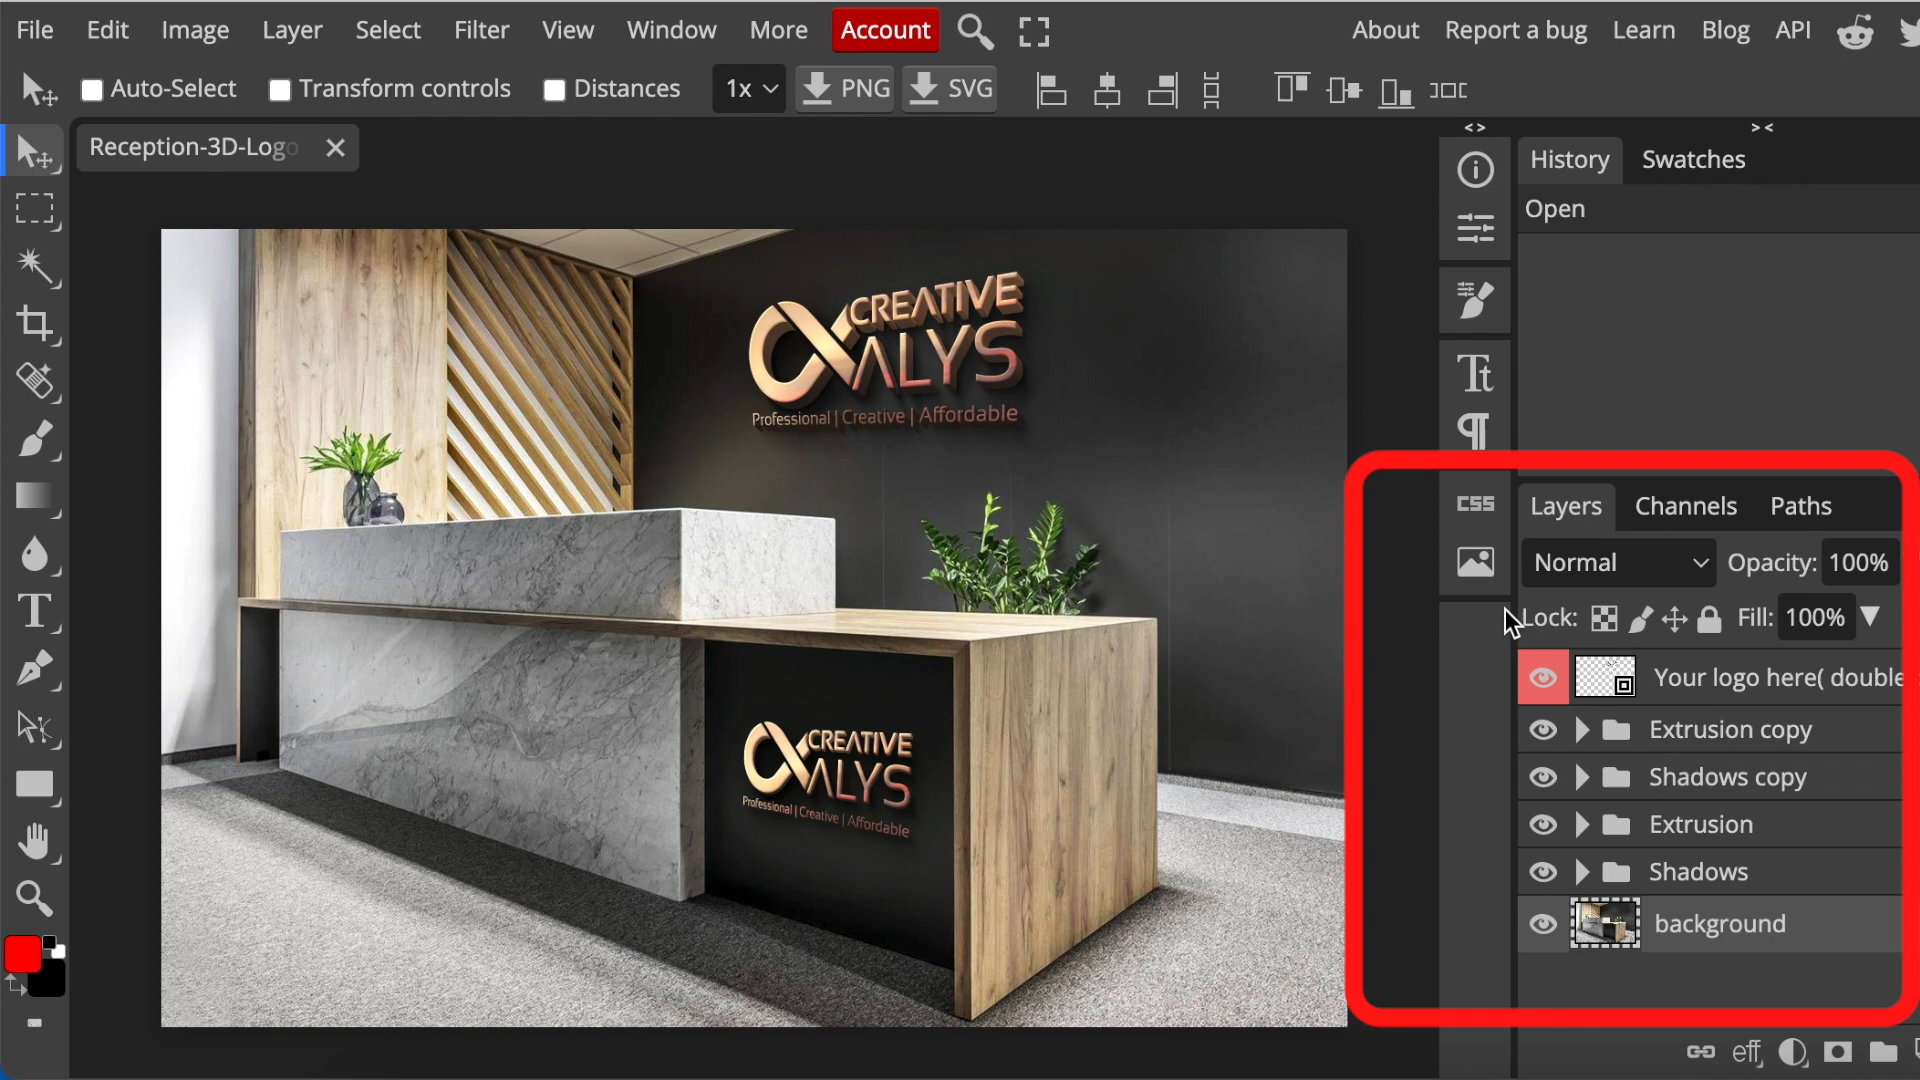 File Edit Image Layer Select Filter View Window More Account About Report a bug Learn Blog API
Auto-Select Transform controls Distances 1x PNG SVG
Reception-3D-Logo
History Swatches
Open
CREATIVE
ALYS
Professional | Creative | Affordable
CSS Layers Channels Paths
Normal Opacity: 100%
Lock: Fill: 100%
Your logo here( double
Extrusion copy
Shadows copy
Extrusion
Shadows
background
CREATIVE
ALYS
Professional | Creative | Affordable
eff